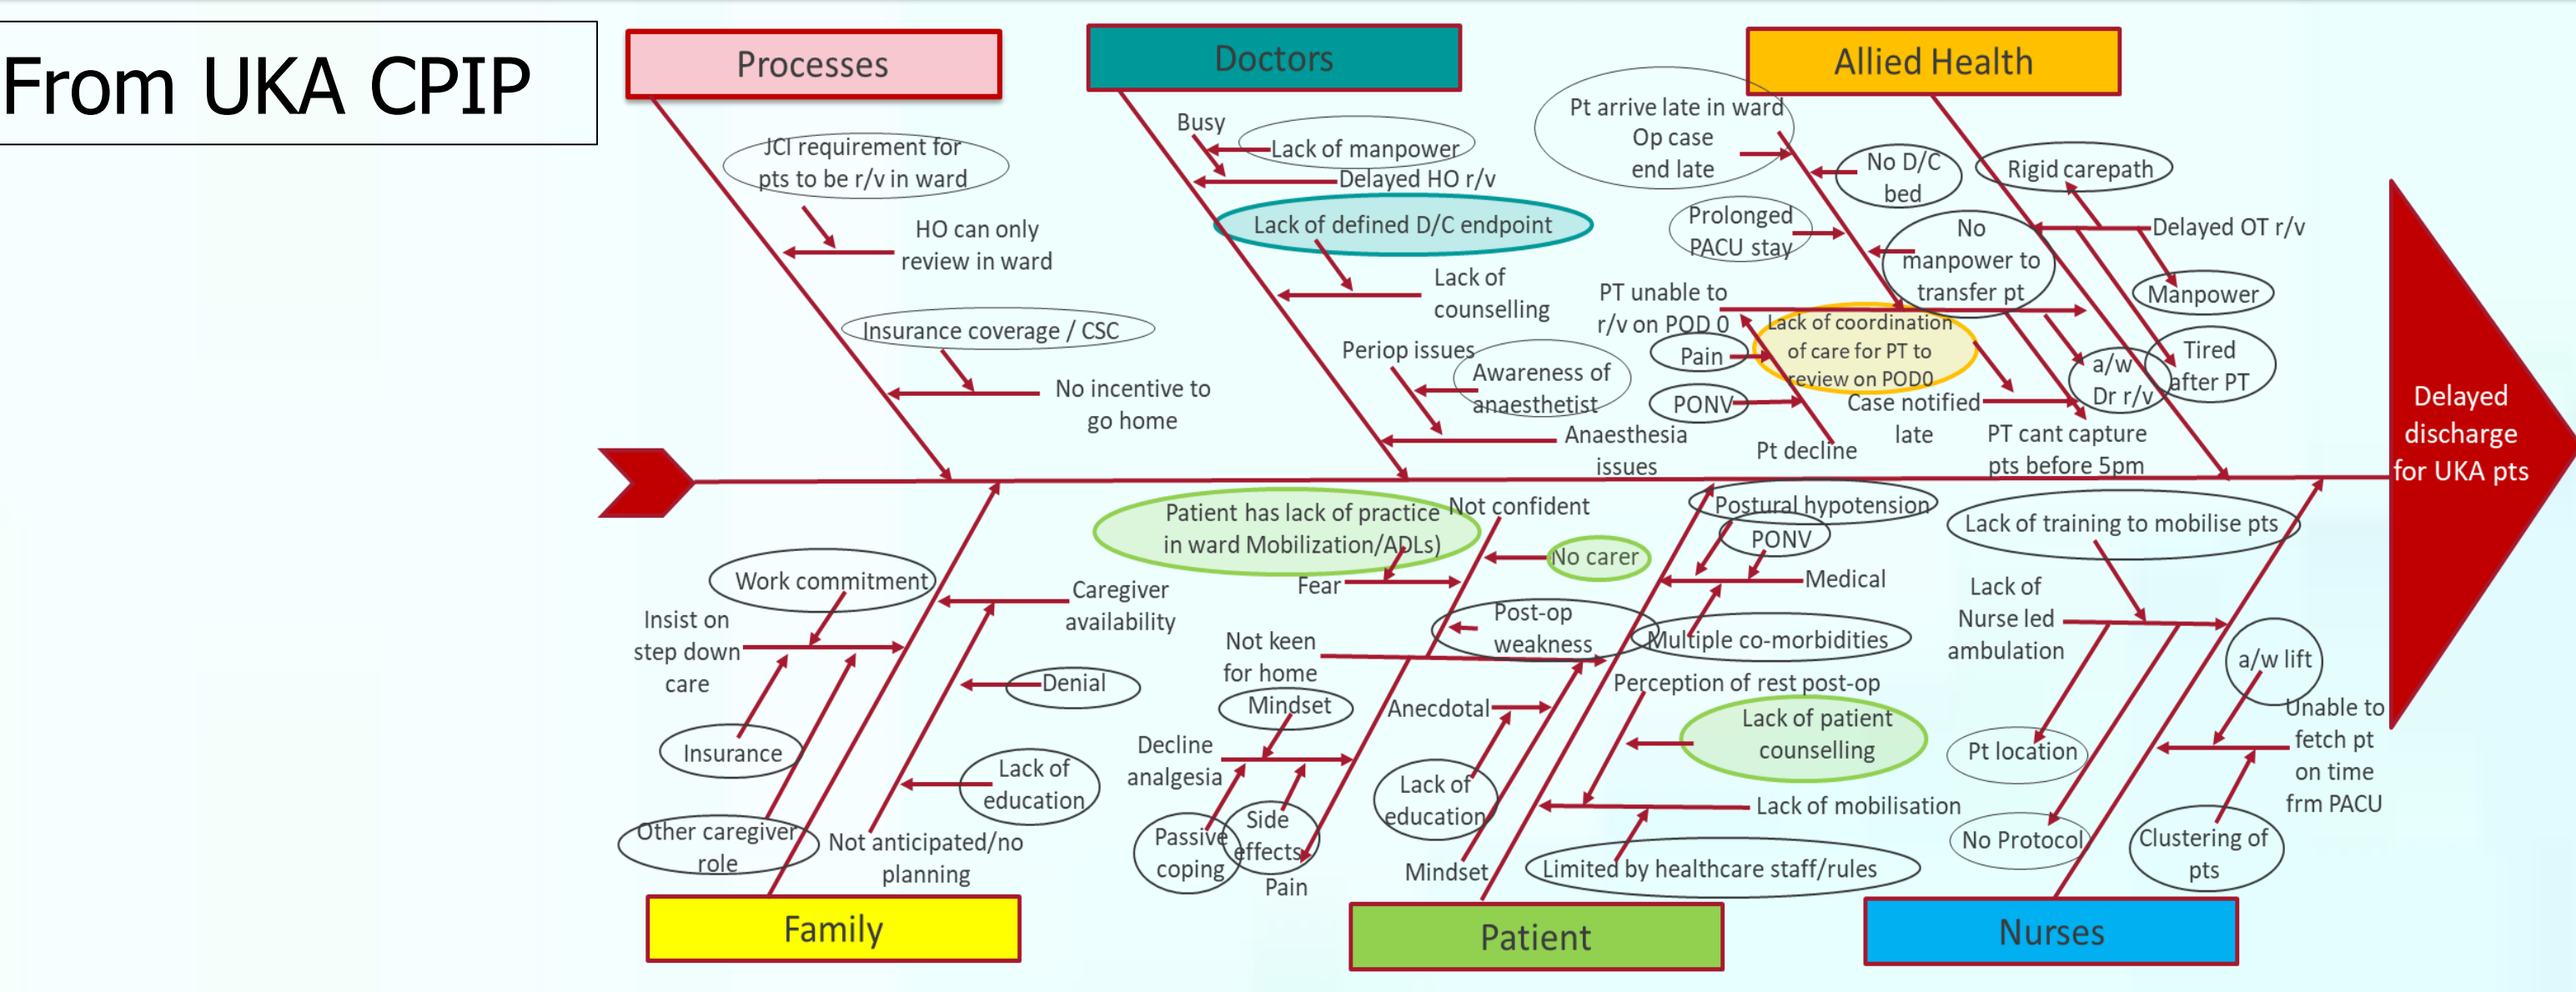 From UKA CPIP
Processes
JCI requirement for
pts to be r/v in ward
HO can only
review in ward
Insurance coverage / CSC
No incentive to
go home
Doctors
Busy
Lack of manpower
Delayed HO r/v
Lack of defined D/C endpoint
Lack of
counselling
Periop issues
Awareness of
anaesthetist
Anaesthesia
issues
Allied Health
Pt arrive late in ward
Op case
end late
No D/C
bed
Prolonged
PACU stay
No
manpower to
transfer pt
PT unable to
r/v on POD 0
Lack of coordination
of care for PT to
review on POD0
Pain
PONV
Pt decline
Case notified
late
a/w
Dr r/v
PT cant capture
pts before 5pm
Rigid carepath
Delayed OT r/v
Manpower
Tired
after PT
Delayed
discharge
for UKA pts
Work commitment
Insist on
step down
care
Insurance
Other caregiver
role
Caregiver
availability
Denial
Lack of
education
Not anticipated/no
planning
Family
Patient has lack of practice
in ward Mobilization/ADLs)
Not confident
No carer
Fear
Post-op
weakness
Not keen
for home
Mindset
Decline
analgesia
Passive
coping
Side
effects
Pain
Postural hypotension
PONV
Medical
Multiple co-morbidities
Perception of rest post-op
Anecdotal
Lack of patient
counselling
Lack of
education
Mindset
Lack of mobilisation
Limited by healthcare staff/rules
Patient
Lack of training to mobilise pts
Lack of
Nurse led
ambulation
Pt location
No Protocol
a/w lift
Unable to
fetch pt
on time
frm PACU
Clustering of
pts
Nurses